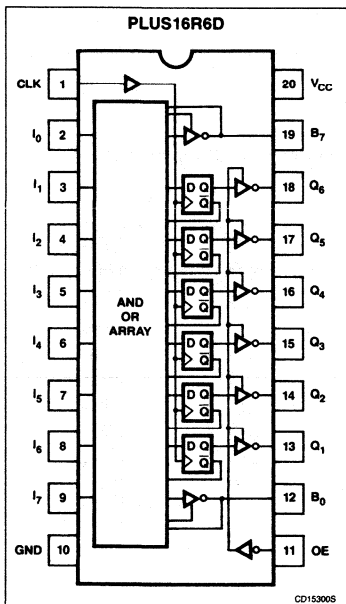 PLUS16R6D
CLK 1 20 VCC
I0 2 19 B7
I1 3 D Q Q 18 Q6
I2 4 D Q Q 17 Q5
I3 5 D Q Q 16 Q4
AND
OR
ARRAY
I4 6 D Q Q 15 Q3
I5 7 D Q Q 14 Q2
I6 8 D Q Q 13 Q1
I7 9 12 B0
GND 10 11 OE
CD15300S